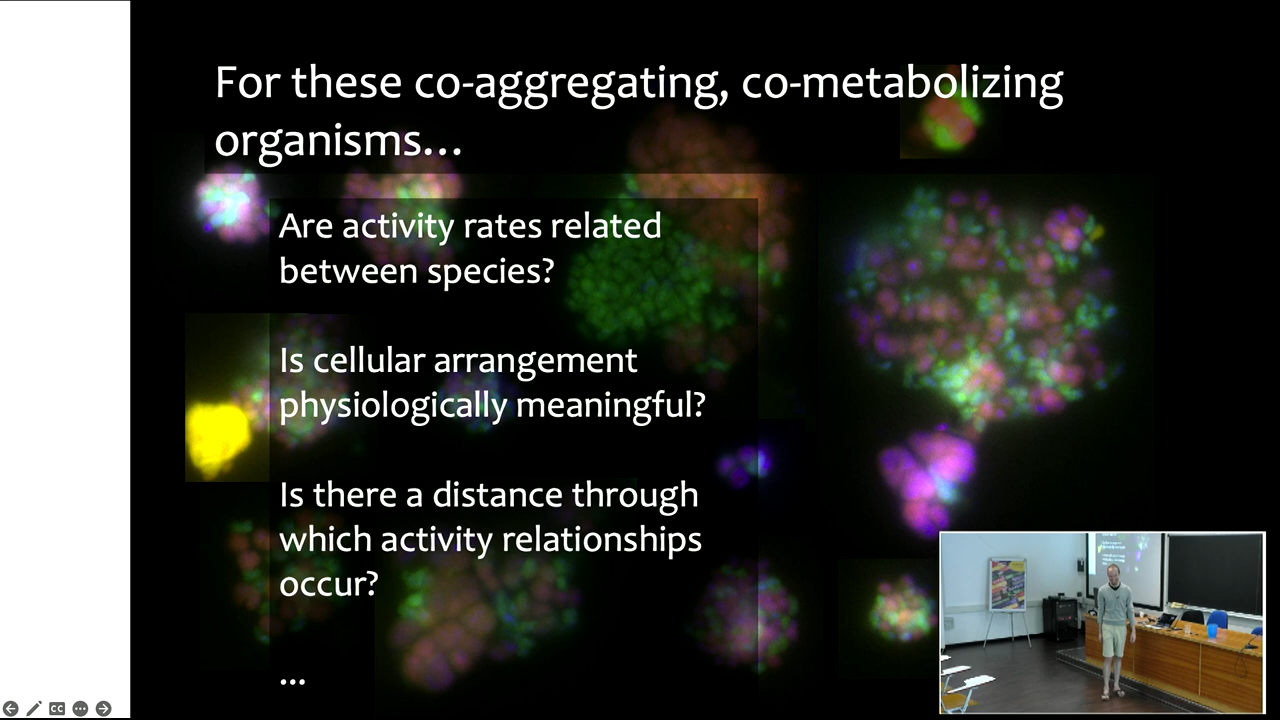 For these co-aggregating, co-metabolizing
organisms…
Are activity rates related
between species?
Is cellular arrangement
physiologically meaningful?
Is there a distance through
which activity relationships
occur?
...
CC